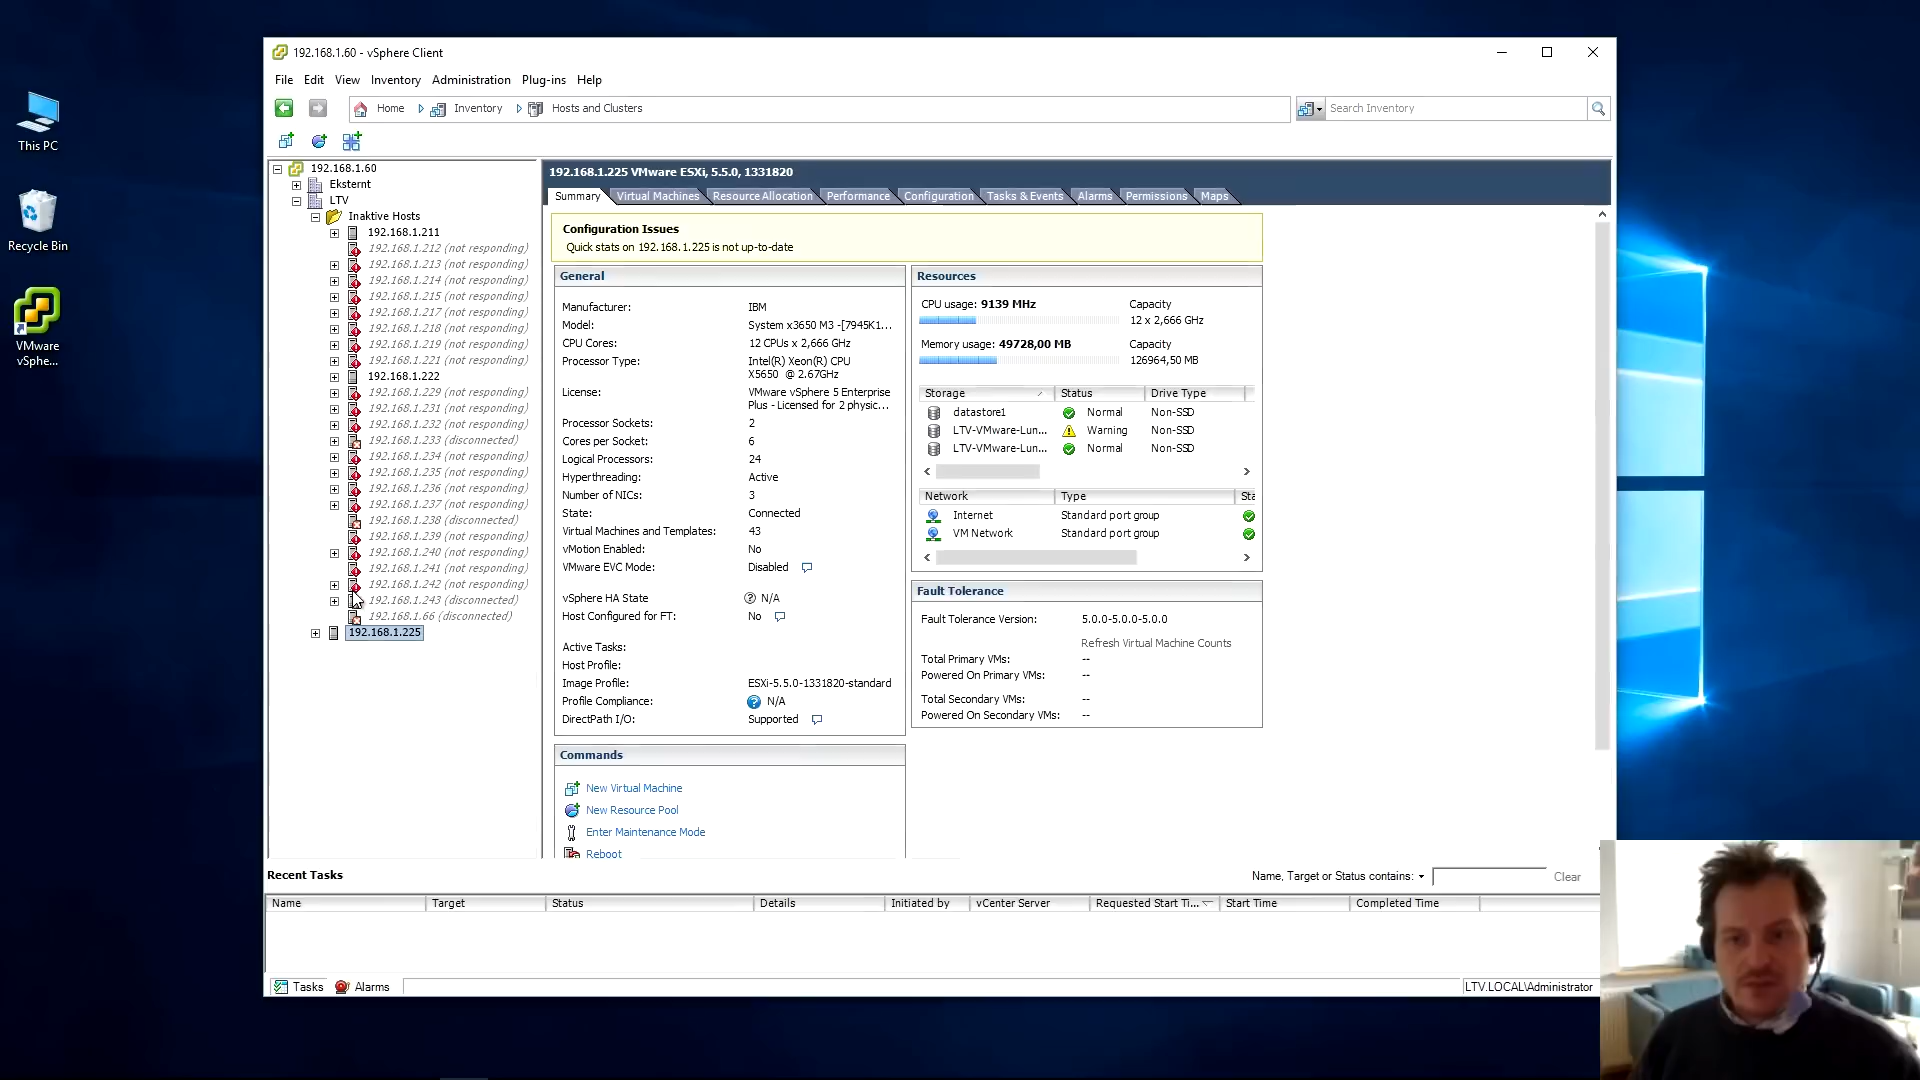 This PC
Recycle Bin
VMware
vSphe...
192.168.1.60 - vSphere Client
File Edit View Inventory Administration Plug-ins Help
Home Inventory Hosts and Clusters
Search Inventory
192.168.1.60
Eksternt
LTV
Inaktive Hosts
192.168.1.211
192.168.1.212 (not responding)
192.168.1.213 (not responding)
192.168.1.214 (not responding)
192.168.1.215 (not responding)
192.168.1.217 (not responding)
192.168.1.218 (not responding)
192.168.1.219 (not responding)
192.168.1.221 (not responding)
192.168.1.222
192.168.1.229 (not responding)
192.168.1.231 (not responding)
192.168.1.232 (not responding)
192.168.1.233 (disconnected)
192.168.1.234 (not responding)
192.168.1.235 (not responding)
192.168.1.236 (not responding)
192.168.1.237 (not responding)
192.168.1.238 (disconnected)
192.168.1.239 (not responding)
192.168.1.240 (not responding)
192.168.1.241 (not responding)
192.168.1.242 (not responding)
192.168.1.243 (disconnected)
192.168.1.66 (disconnected)
192.168.1.225
192.168.1.225 VMware ESXi, 5.5.0, 1331820
Summary Virtual Machines Resource Allocation Performance Configuration Tasks & Events Alarms Permissions Maps
Configuration Issues
Quick stats on 192.168.1.225 is not up-to-date
General
Manufacturer: IBM
Model: System x3650 M3 -[7945K1...
CPU Cores: 12 CPUs x 2,666 GHz
Processor Type: Intel(R) Xeon(R) CPU
X5650 @ 2.67GHz
License: VMware vSphere 5 Enterprise
Plus - Licensed for 2 physic...
Processor Sockets: 2
Cores per Socket: 6
Logical Processors: 24
Hyperthreading: Active
Number of NICs: 3
State: Connected
Virtual Machines and Templates: 43
vMotion Enabled: No
VMware EVC Mode: Disabled
vSphere HA State N/A
Host Configured for FT: No
Active Tasks:
Host Profile:
Image Profile: ESXi-5.5.0-1331820-standard
Profile Compliance: N/A
DirectPath I/O: Supported
Commands
New Virtual Machine
New Resource Pool
Enter Maintenance Mode
Reboot
Resources
CPU usage: 9139 MHz Capacity
12 x 2,666 GHz
Memory usage: 49728,00 MB Capacity
126964,50 MB
Storage Status Drive Type
datastore1 Normal Non-SSD
LTV-VMware-Lun... Warning Non-SSD
LTV-VMware-Lun... Normal Non-SSD
Network Type Sta
Internet Standard port group
VM Network Standard port group
Fault Tolerance
Fault Tolerance Version: 5.0.0-5.0.0-5.0.0
Refresh Virtual Machine Counts
Total Primary VMs: --
Powered On Primary VMs: --
Total Secondary VMs: --
Powered On Secondary VMs: --
Recent Tasks
Name, Target or Status contains: Clear
Name Target Status Details Initiated by vCenter Server Requested Start Ti... Start Time Completed Time
Tasks Alarms
LTV.LOCAL\Administrator